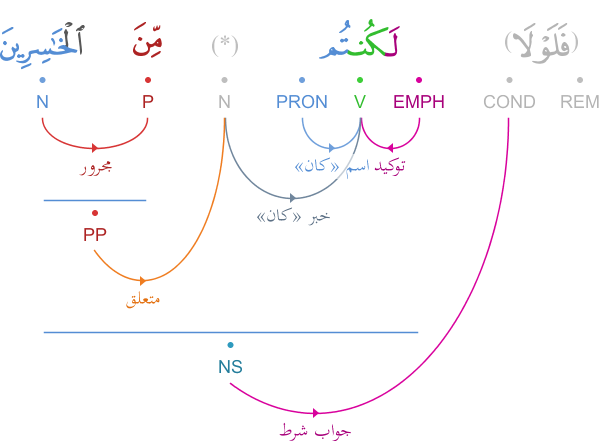 (فَلَوْلَا) لَكُنتُم (*) مِّنَ ٱلْخَٰسِرِينَ
REM COND EMPH V PRON N P N
مجرور
اسم «كان» توكيد
خبر «كان»
PP
متعلق
NS
جواب شرط